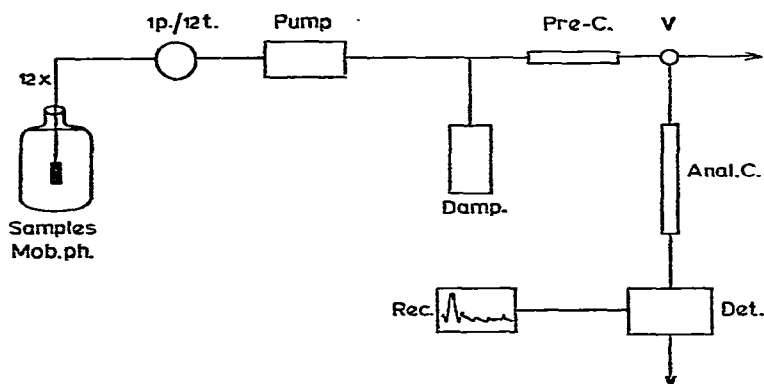 1p./12t.
Pump
Pre-C.
V
12x
Samples
Mob.ph.
Damp.
Anal.C.
Rec.
Det.